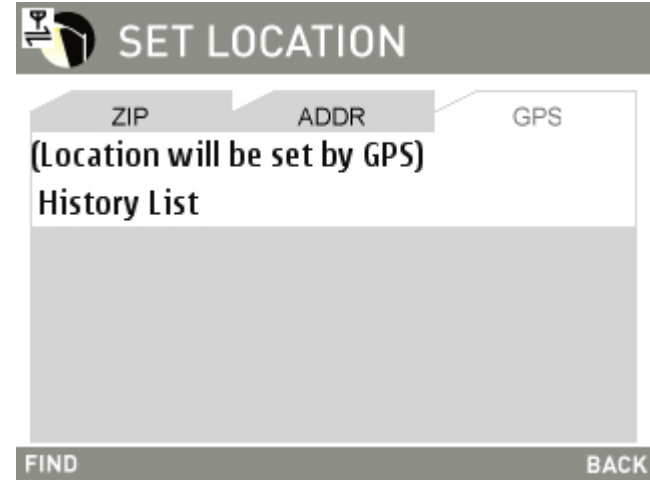 SET LOCATION
ZIP ADDR GPS
(Location will be set by GPS)
History List
FIND BACK